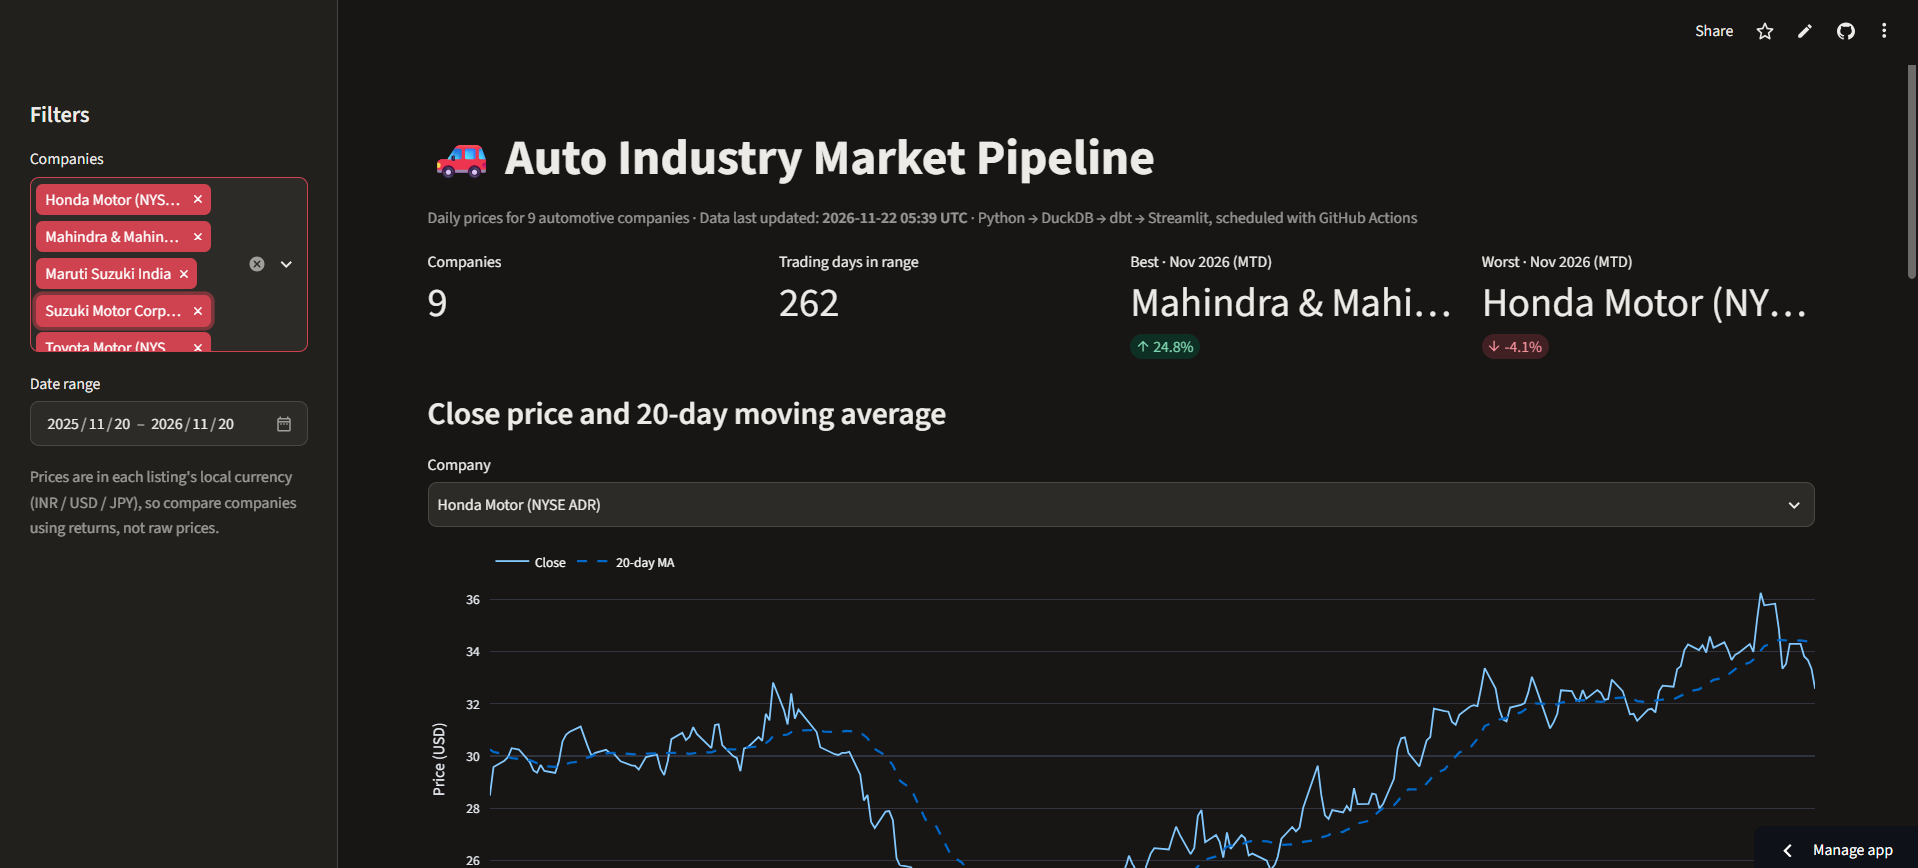 Share
Filters
Companies
Honda Motor (NYS...
Mahindra & Mahin...
Maruti Suzuki India
Suzuki Motor Corp...
Toyota Motor (NYS
Date range
2025/11/20 – 2026/11/20
Prices are in each listing's local currency
(INR / USD / JPY), so compare companies
using returns, not raw prices.
Auto Industry Market Pipeline
Daily prices for 9 automotive companies · Data last updated: 2026-11-22 05:39 UTC · Python → DuckDB → dbt → Streamlit, scheduled with GitHub Actions
Companies
9
Trading days in range
262
Best · Nov 2026 (MTD)
Mahindra & Mahi...
↑ 24.8%
Worst · Nov 2026 (MTD)
Honda Motor (NY...
↓ -4.1%
Close price and 20-day moving average
Company
Honda Motor (NYSE ADR)
Close
20-day MA
36
34
32
30
28
26
Price (USD)
Manage app